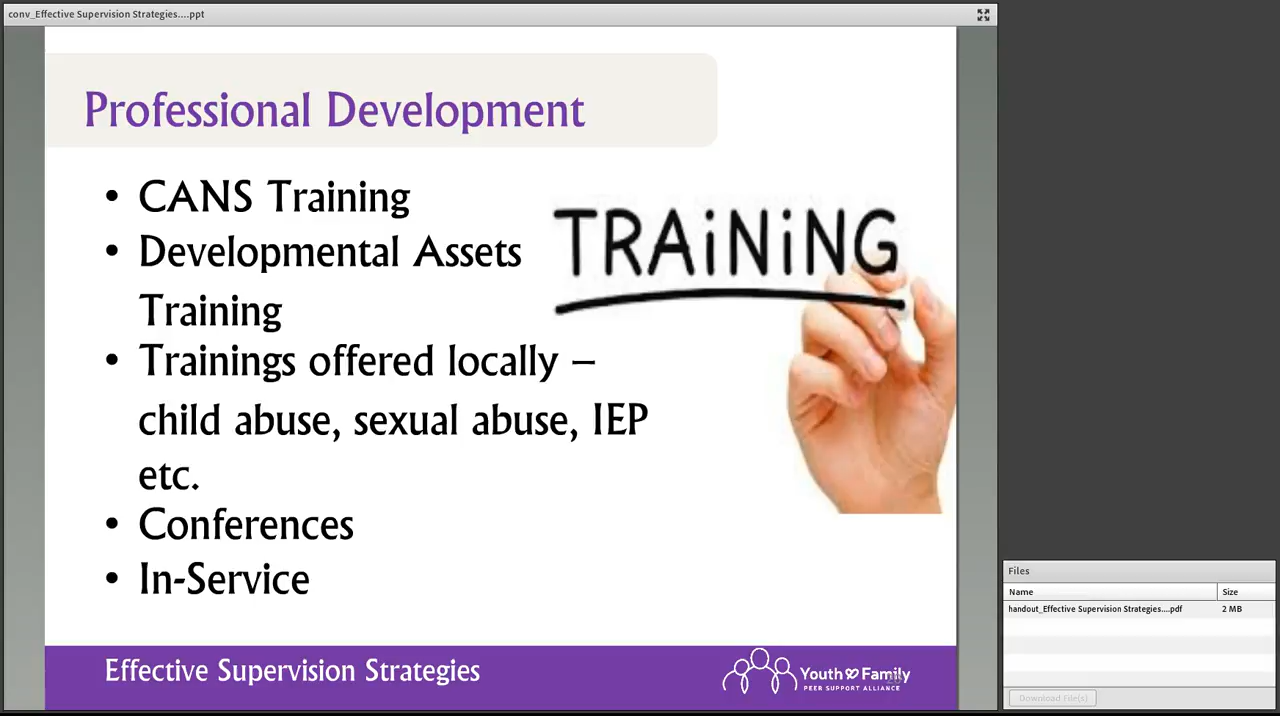 conv_Effective Supervision Strategies....ppt
Professional Development
• CANS Training
• Developmental Assets
Training
TRAiNiNG
• Trainings offered locally –
child abuse, sexual abuse, IEP
etc.
• Conferences
• In-Service
Effective Supervision Strategies
Youth Family
PEER SUPPORT ALLIANCE
Files
Name Size
handout_Effective Supervision Strategies....pdf 2 MB
Download File(s)